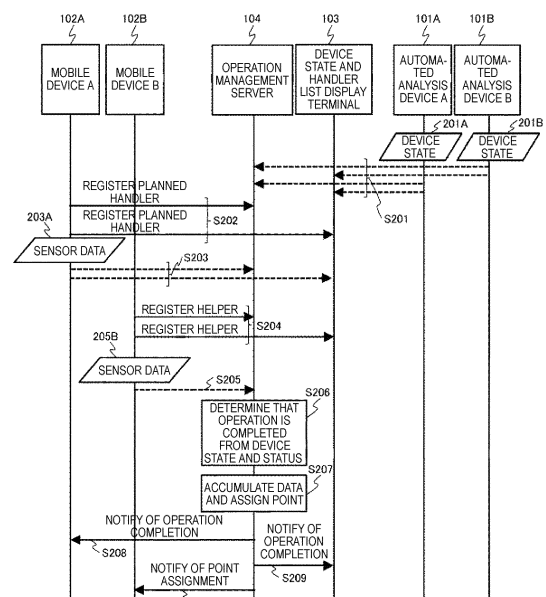 102A
102B
104
103
101A
101B
MOBILE
DEVICE A
MOBILE
DEVICE B
OPERATION
MANAGEMENT
SERVER
DEVICE
STATE AND
HANDLER
LIST DISPLAY
TERMINAL
AUTOMA-
TED
ANALYSIS
DEVICE A
AUTOMA-
TED
ANALYSIS
DEVICE B
201A
201B
DEVICE
STATE
DEVICE
STATE
S201
REGISTER PLANNED
HANDLER
REGISTER PLANNED
HANDLER
S202
203A
SENSOR DATA
S203
REGISTER HELPER
REGISTER HELPER
S204
205B
SENSOR DATA
S205
S206
DETERMINE THAT
OPERATION IS
COMPLETED
FROM DEVICE
STATE AND STATUS
S207
ACCUMULATE DATA
AND ASSIGN POINT
NOTIFY OF OPERATION
COMPLETION
S208
NOTIFY OF
OPERATION
COMPLETION
S209
NOTIFY OF POINT
ASSIGNMENT